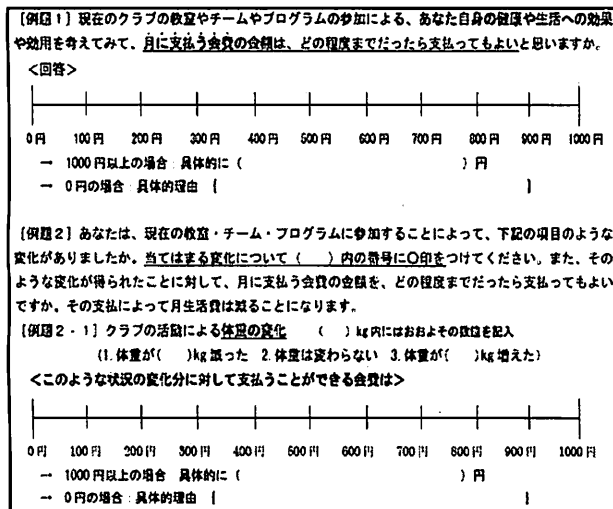 [例題1] 現在のクラブの教室やチームやプログラムの参加による、あなた自身の健康や生活への効果
や効用を考えてみて、月に支払う会費の金額は、どの程度までだったら支払ってもよいと思いますか。
<回答>
0円 100円 200円 300円 400円 500円 600円 700円 800円 900円 1000円
→ 1000円以上の場合:具体的に ( ) 円
→ 0円の場合:具体的理由 [ ]
[例題2] あなたは、現在の教室・チーム・プログラムに参加することによって、下記の項目のような
変化がありましたか。当てはまる変化について ( ) 内の番号に○印をつけてください。また、その
ような変化が得られたことに対して、月に支払う会費の金額を、どの程度までだったら支払ってもよい
ですか。その支払によって月生活費は減ることになります。
[例題2・1] クラブの活動による体重の変化 ( ) kg内にはおおよその数値を記入
(1.体重が( )kg減った 2.体重は変わらない 3.体重が( )kg増えた)
<このような状況の変化分に対して支払うことができる会費は>
0円 100円 200円 300円 400円 500円 600円 700円 800円 900円 1000円
→ 1000円以上の場合 具体的に ( ) 円
→ 0円の場合:具体的理由 [ ]